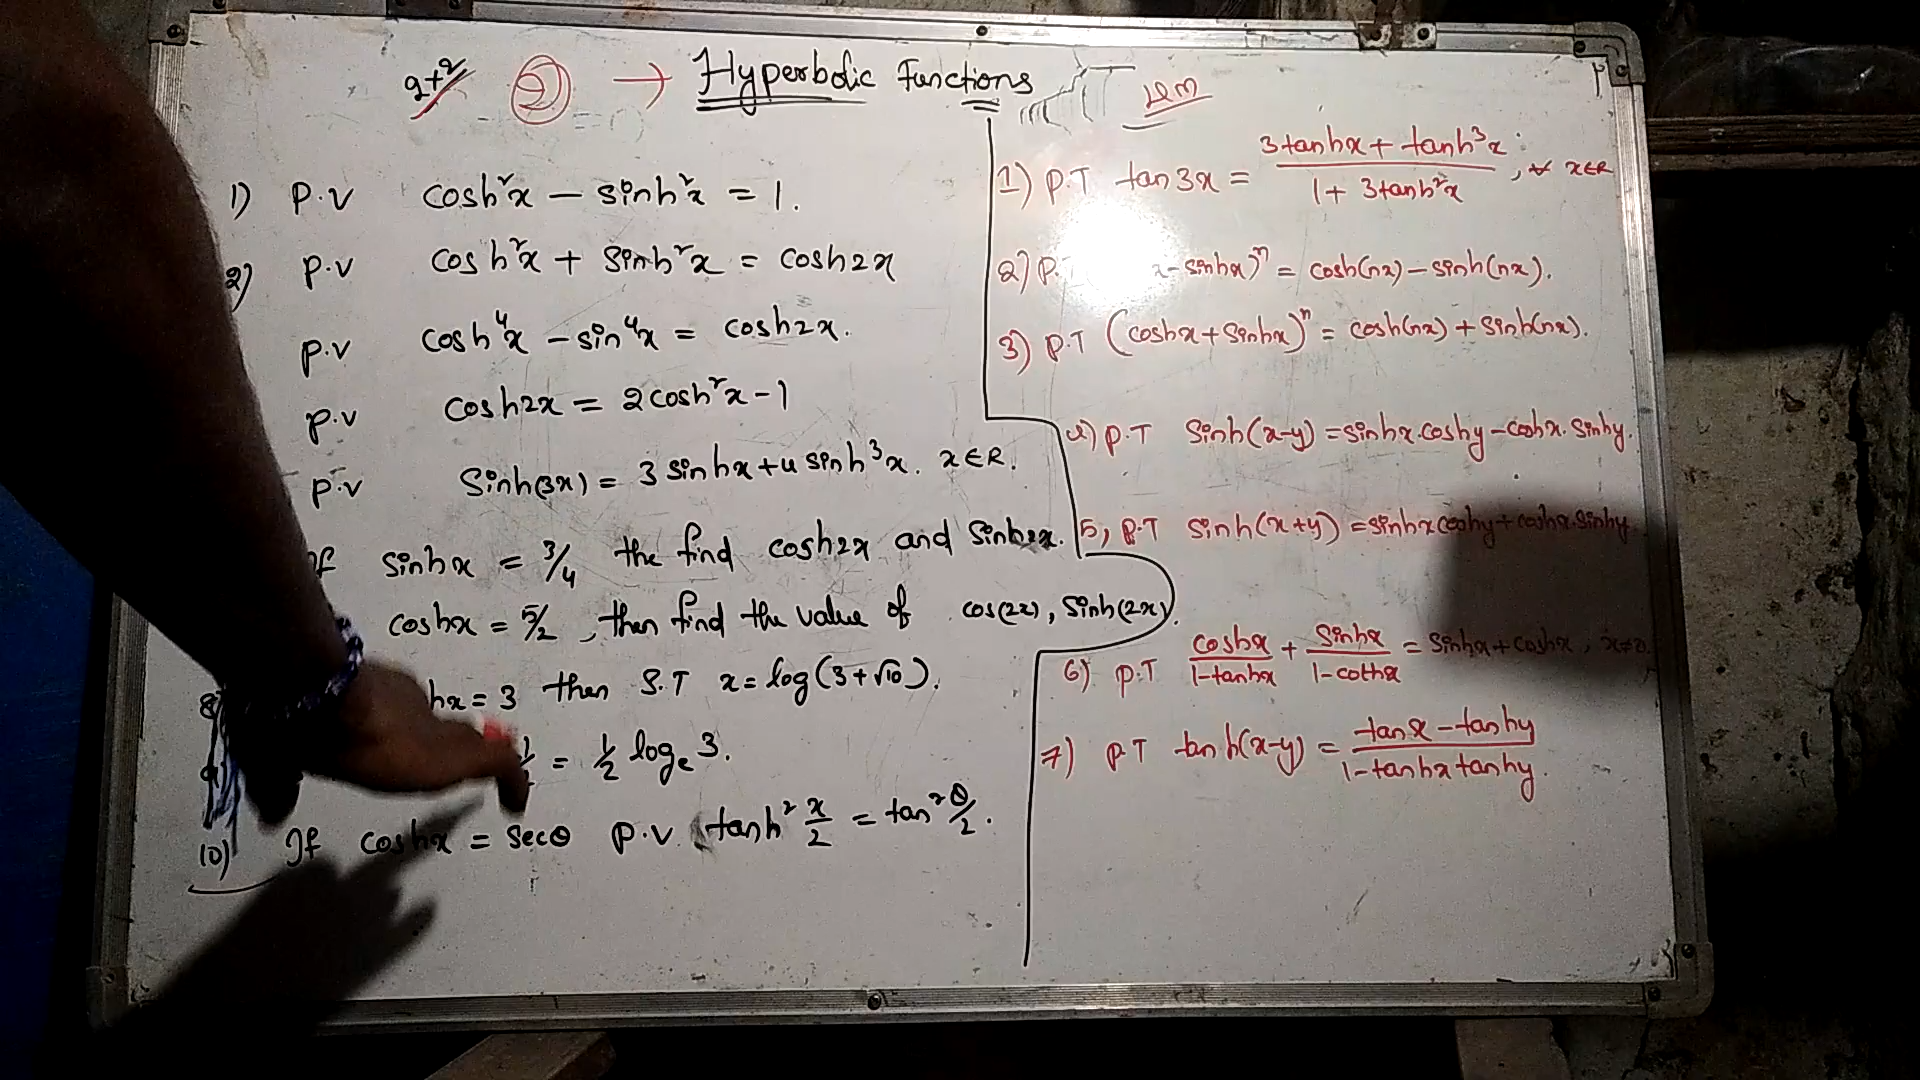 2+2 2 → Hyperbolic Functions
1) P.V cosh²x – sinh²x = 1.
2) p.v cosh²x + sinh²x = cosh2x
p.v cosh⁴x – sin⁴x = cosh2x.
p.v cosh2x = 2cosh²x – 1
p.v Sinh(3x) = 3 sinhx + 4 sinh³x. x∈R.
If sinhx = 3/4 the find cosh2x and Sinh2x.
coshx = 5/2, then find the value of cos(2x), Sinh(2x).
8 hx = 3 then S.T x = log(3+√10).
= 1/2 logₑ3.
10) If coshx = secθ p.v. tanh² x/2 = tan² θ/2.
1) P.T tan3x = 3tanhx + tanh³x / 1 + 3tanh²x , ∀ x∈R
2) P. x – sinhx)ⁿ = cosh(nx) – sinh(nx).
3) P.T (coshx + Sinhx)ⁿ = cosh(nx) + Sinh(nx).
4) P.T Sinh(x–y) = sinhx.coshy – coshx.Sinhy.
5, P.T Sinh(x+y) = sinhx coshy + coshx.Sinhy.
6) p.T coshx / 1–tanhx + Sinhx / 1–cothx = Sinhx + coshx, x≠0.
7) P.T tanh(x–y) = tanx – tanhy / 1–tanhx tanhy.